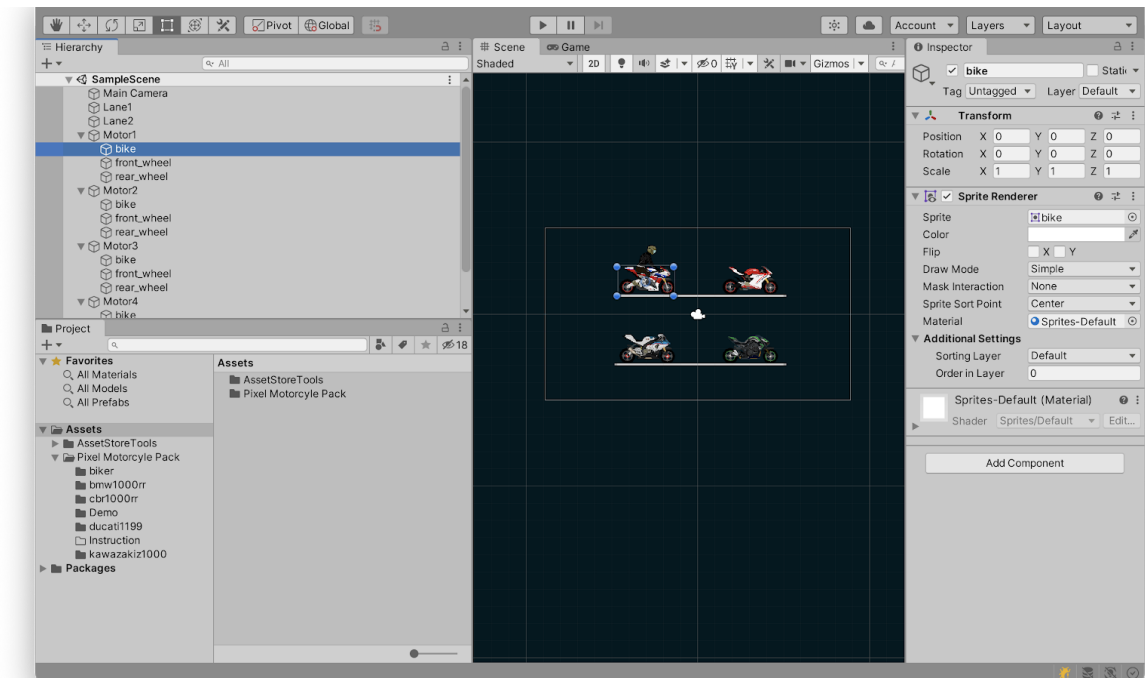 Pivot Global Account Layers Layout
Hierarchy
All
SampleScene
Main Camera
Lane1
Lane2
Motor1
bike
front_wheel
rear_wheel
Motor2
bike
front_wheel
rear_wheel
Motor3
bike
front_wheel
rear_wheel
Motor4
bike
Project
18
Favorites
All Materials
All Models
All Prefabs
Assets
AssetStoreTools
Pixel Motorcyle Pack
biker
bmw1000rr
cbr1000rr
Demo
ducati1199
Instruction
kawazakiz1000
Packages
Assets
AssetStoreTools
Pixel Motorcyle Pack
Scene Game
Shaded 2D 0 Gizmos
Inspector
bike Stati
Tag Untagged Layer Default
Transform
Position X 0 Y 0 Z 0
Rotation X 0 Y 0 Z 0
Scale X 1 Y 1 Z 1
Sprite Renderer
Sprite bike
Color
Flip X Y
Draw Mode Simple
Mask Interaction None
Sprite Sort Point Center
Material Sprites-Default
Additional Settings
Sorting Layer Default
Order in Layer 0
Sprites-Default (Material)
Shader Sprites/Default Edit...
Add Component